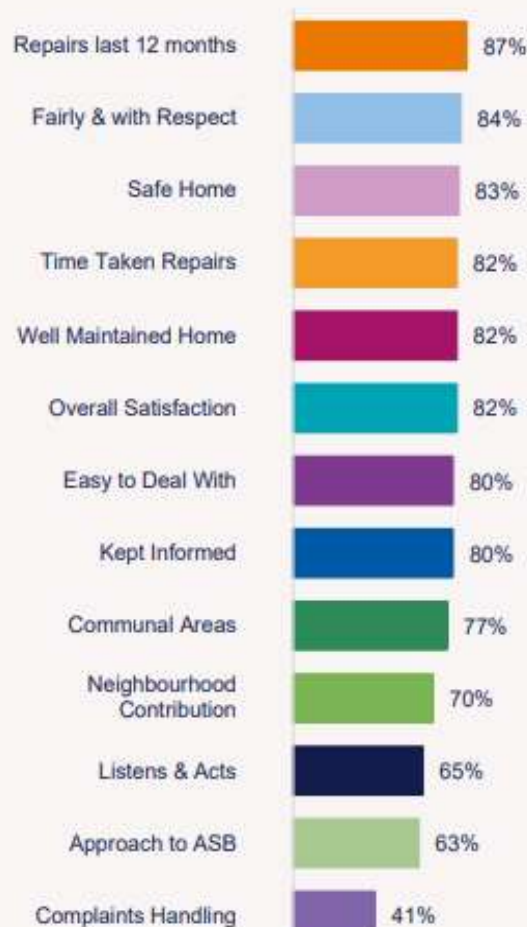 Repairs last 12 months 87%
Fairly & with Respect 84%
Safe Home 83%
Time Taken Repairs 82%
Well Maintained Home 82%
Overall Satisfaction 82%
Easy to Deal With 80%
Kept Informed 80%
Communal Areas 77%
Neighbourhood
Contribution 70%
Listens & Acts 65%
Approach to ASB 63%
Complaints Handling 41%